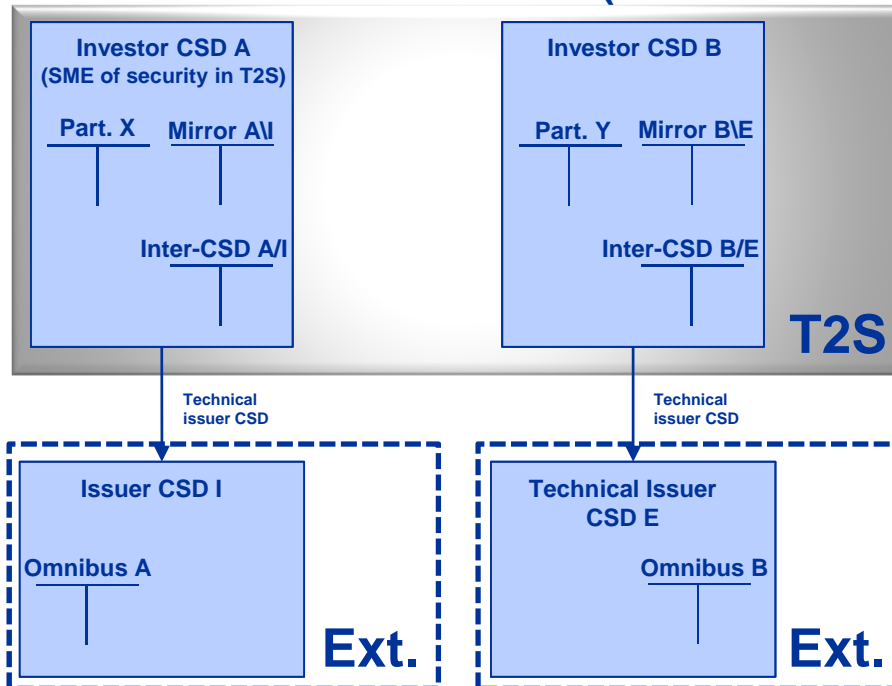 Investor CSD A
(SME of security in T2S)
Part. X
Mirror A\I
Inter-CSD A/I
Investor CSD B
Part. Y
Mirror B\E
Inter-CSD B/E
T2S
Technical
issuer CSD
Technical
issuer CSD
Issuer CSD I
Omnibus A
Ext.
Technical Issuer
CSD E
Omnibus B
Ext.